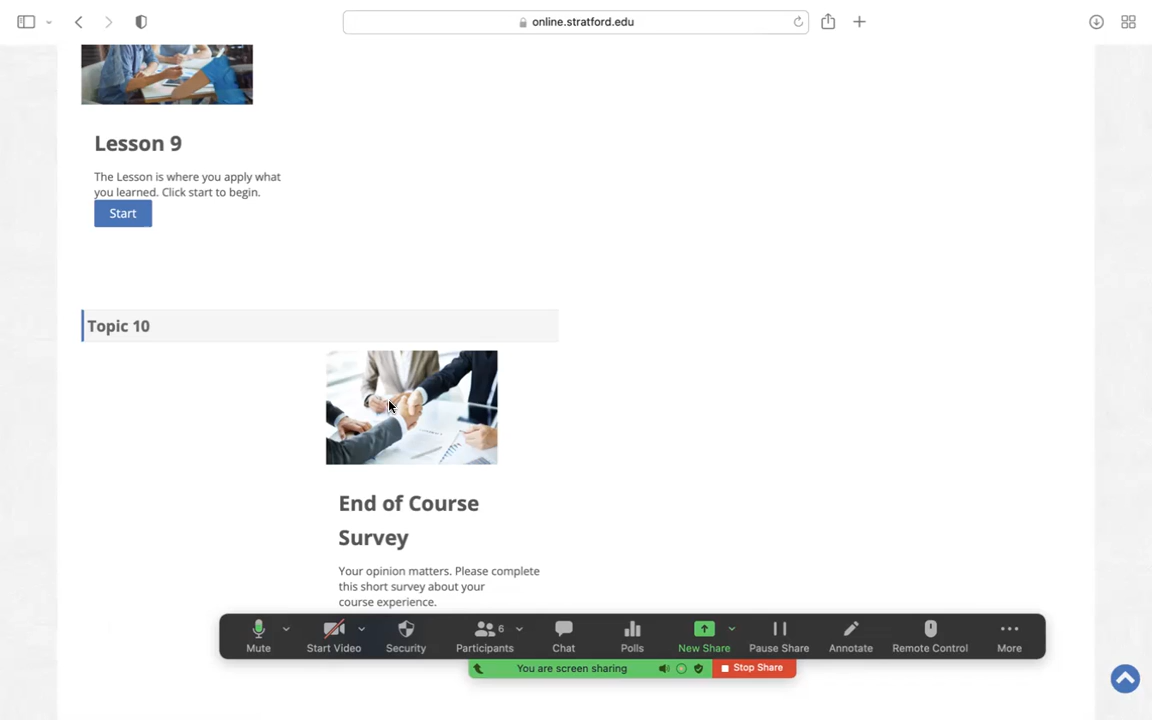 online.stratford.edu
Lesson 9
The Lesson is where you apply what
you learned. Click start to begin.
Start
Topic 10
End of Course
Survey
Your opinion matters. Please complete
this short survey about your
course experience.
Mute
Start Video
Security
Participants
6
Chat
Polls
New Share
Pause Share
Annotate
Remote Control
More
You are screen sharing
Stop Share